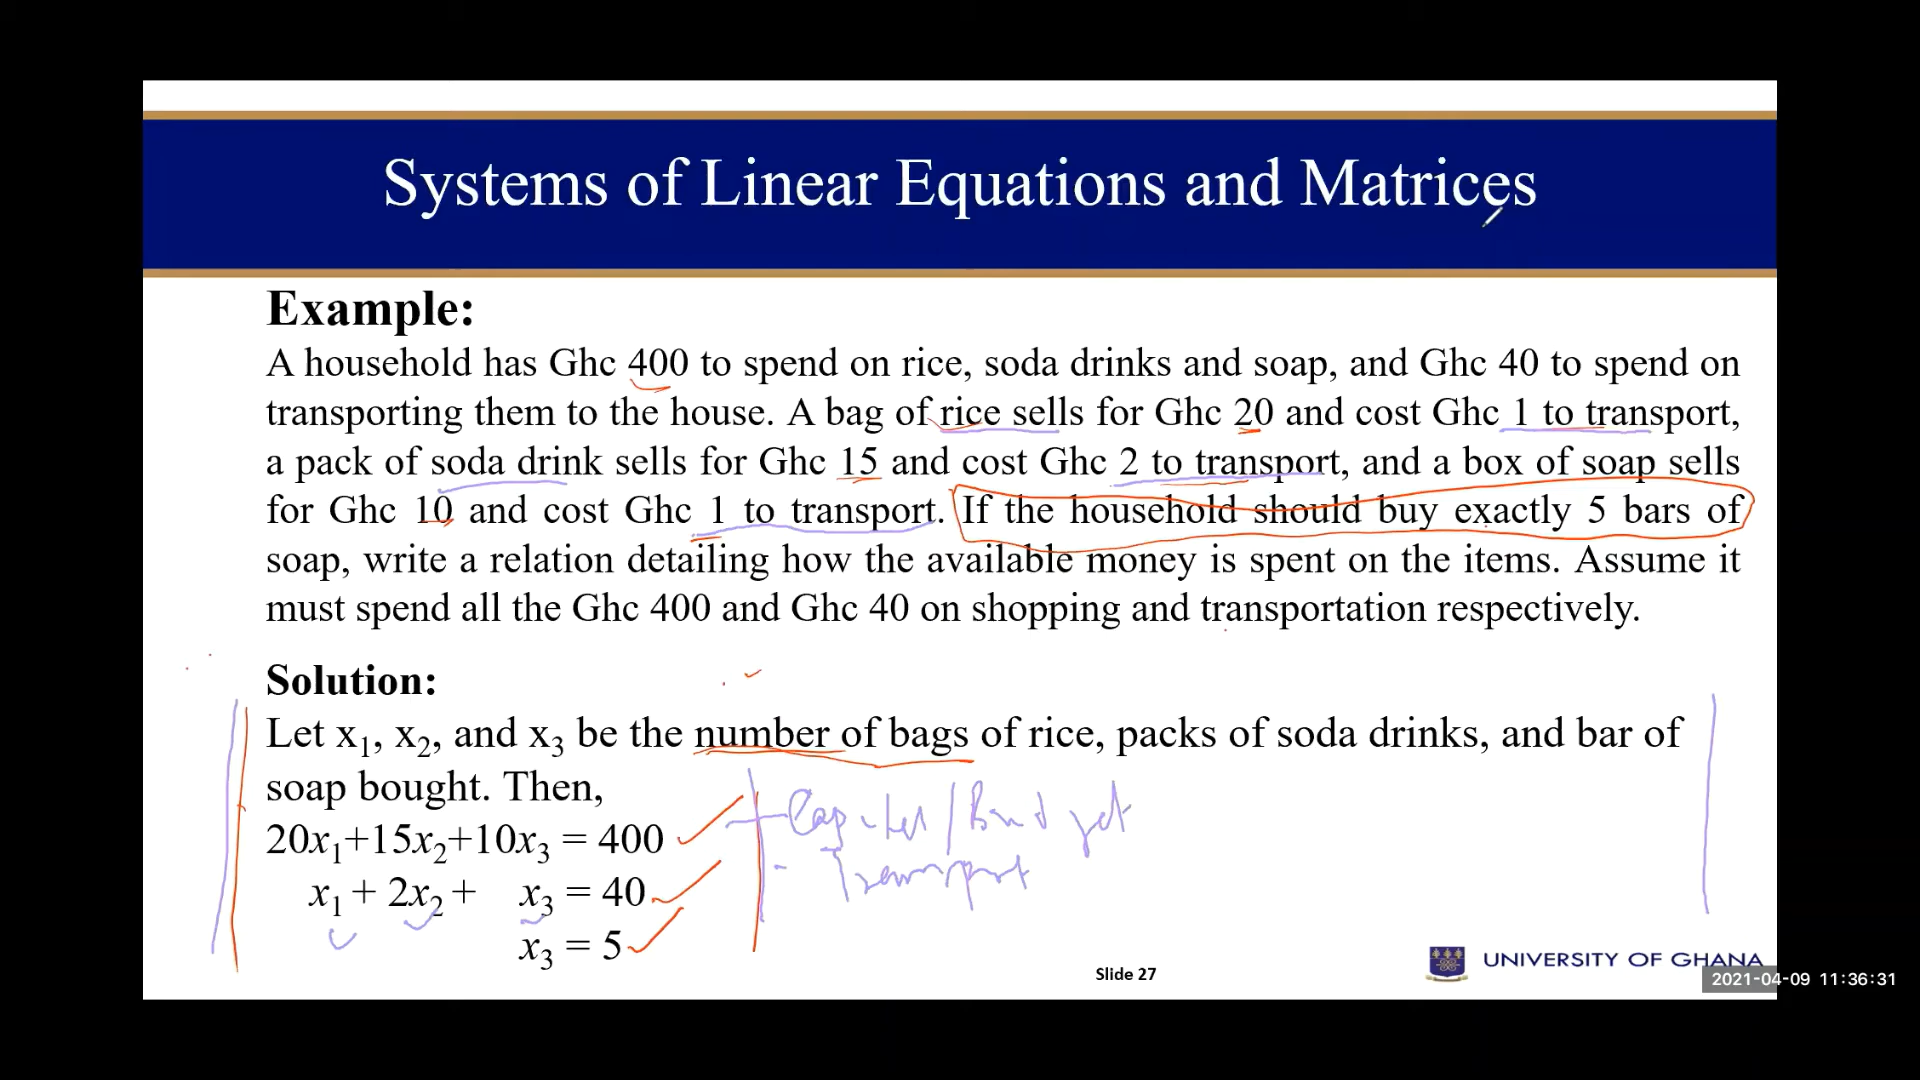 Systems of Linear Equations and Matrices
Example:
A household has Ghc 400 to spend on rice, soda drinks and soap, and Ghc 40 to spend on
transporting them to the house. A bag of rice sells for Ghc 20 and cost Ghc 1 to transport,
a pack of soda drink sells for Ghc 15 and cost Ghc 2 to transport, and a box of soap sells
for Ghc 10 and cost Ghc 1 to transport. If the household should buy exactly 5 bars of
soap, write a relation detailing how the available money is spent on the items. Assume it
must spend all the Ghc 400 and Ghc 40 on shopping and transportation respectively.
Solution:
Let x₁, x₂, and x₃ be the number of bags of rice, packs of soda drinks, and bar of
soap bought. Then,
20x₁+15x₂+10x₃ = 400
Capital/Budget
x₁ + 2x₂ + x₃ = 40
- Transport
x₃ = 5
Slide 27
UNIVERSITY OF GHANA
2021-04-09 11:36:31